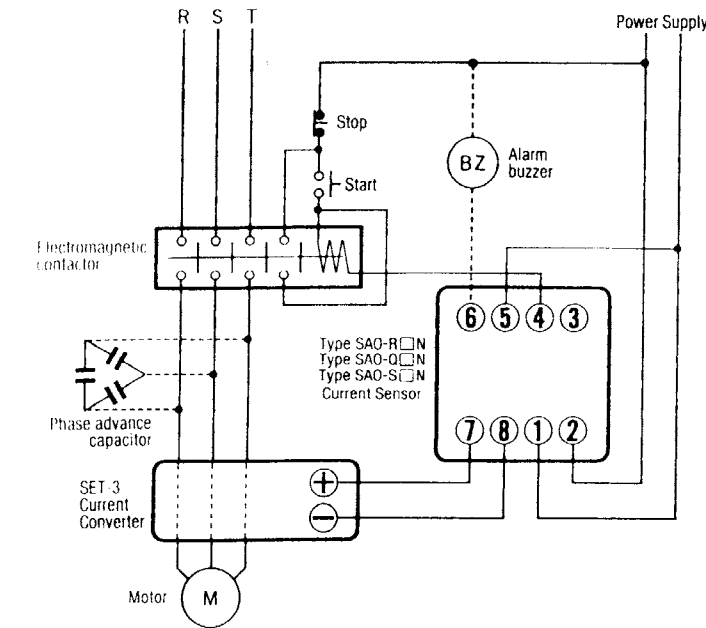 R S T
Power Supply
Stop
Start
BZ
Alarm
buzzer
Electromagnetic
contactor
6 5 4 3
Type SAO-R□N
Type SAO-Q□N
Type SAO-S□N
Current Sensor
7 8 1 2
Phase advance
capacitor
SET-3
Current
Converter
+
−
Motor
M